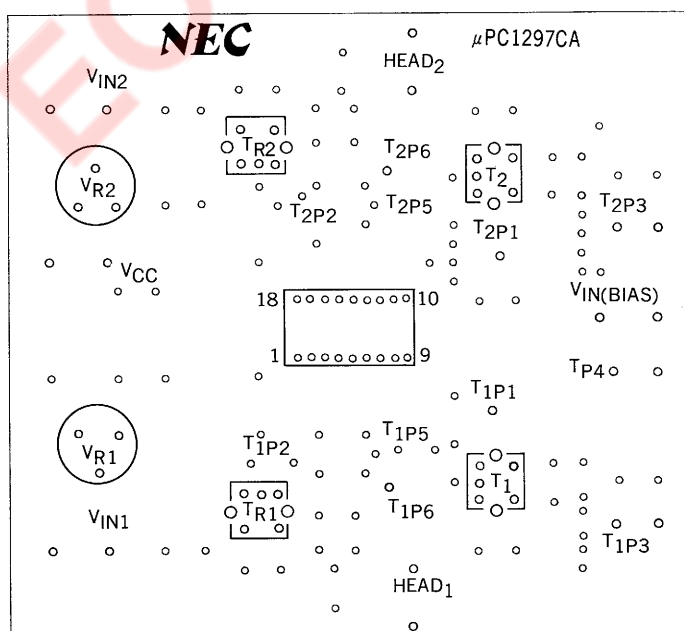 NEC
μPC1297CA
HEAD2
VIN2
TR2
T2P6
T2
VR2
T2P2
T2P5
T2P3
T2P1
VCC
VIN(BIAS)
18
10
1
9
TP4
T1P1
T1P5
T1P2
VR1
T1
TR1
T1P6
VIN1
T1P3
HEAD1